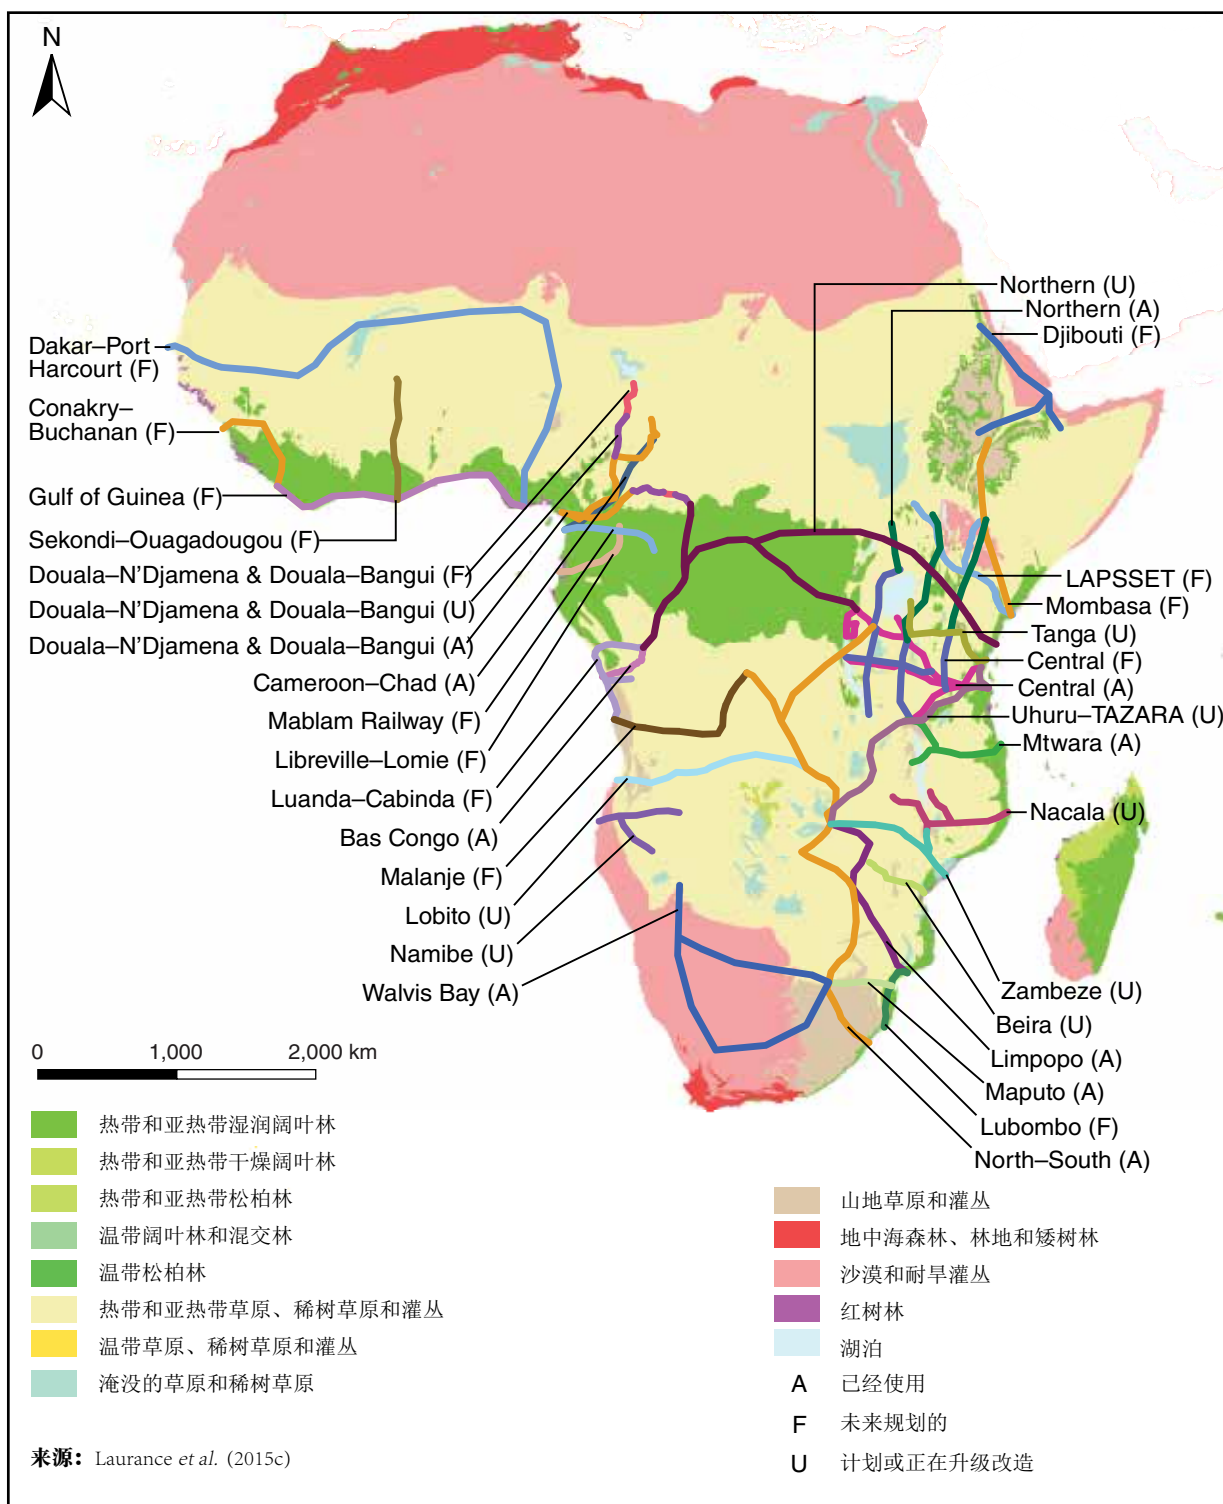 N
Northern (U)
Northern (A)
Djibouti (F)
Dakar–Port
Harcourt (F)
Conakry–
Buchanan (F)
Gulf of Guinea (F)
Sekondi–Ouagadougou (F)
Douala–N’Djamena & Douala–Bangui (F)
Douala–N’Djamena & Douala–Bangui (U)
Douala–N’Djamena & Douala–Bangui (A)
Cameroon–Chad (A)
Mablam Railway (F)
Libreville–Lomie (F)
Luanda–Cabinda (F)
Bas Congo (A)
Malanje (F)
Lobito (U)
Namibe (U)
Walvis Bay (A)
LAPSSET (F)
Mombasa (F)
Tanga (U)
Central (F)
Central (A)
Uhuru–TAZARA (U)
Mtwara (A)
Nacala (U)
Zambeze (U)
Beira (U)
Limpopo (A)
Maputo (A)
Lubombo (F)
North–South (A)
0 1,000 2,000 km
热带和亚热带湿润阔叶林
热带和亚热带干燥阔叶林
热带和亚热带松柏林
温带阔叶林和混交林
温带松柏林
热带和亚热带草原、稀树草原和灌丛
温带草原、稀树草原和灌丛
淹没的草原和稀树草原
山地草原和灌丛
地中海森林、林地和矮树林
沙漠和耐旱灌丛
红树林
湖泊
A 已经使用
F 未来规划的
U 计划或正在升级改造
来源：Laurance et al. (2015c)